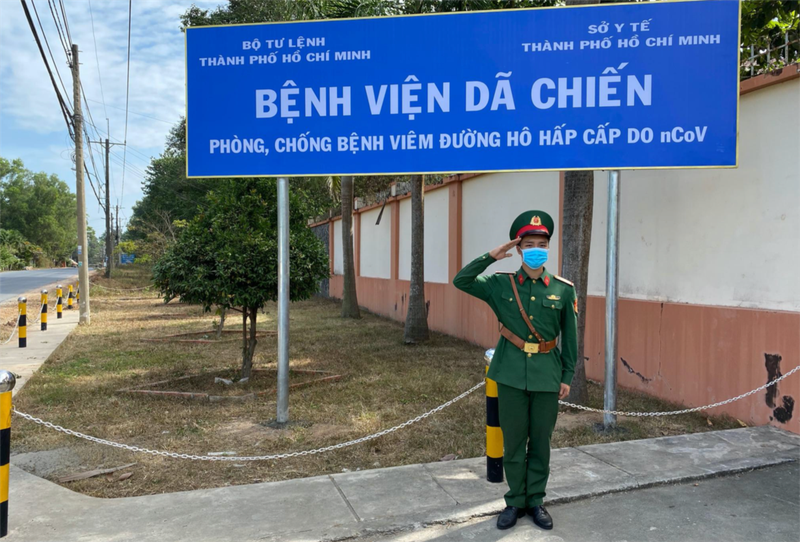 BỘ TƯ LỆNH
THÀNH PHỐ HỒ CHÍ MINH
SỞ Y TẾ
THÀNH PHỐ HỒ CHÍ MINH
BỆNH VIỆN DÃ CHIẾN
PHÒNG, CHỐNG BỆNH VIÊM ĐƯỜNG HÔ HẤP CẤP DO nCoV